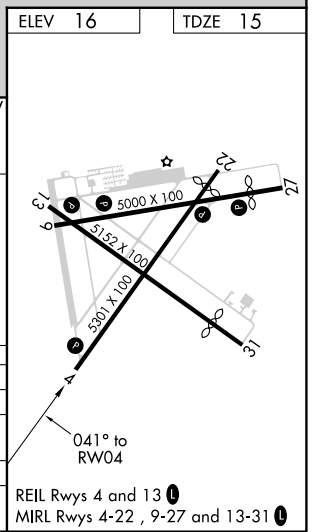 ELEV 16
TDZE 15
22
27
13
9
5000 X 100
5152 X 100
5301 X 100
P
P
P
P
P
4
31
041° to
RW04
REIL Rwys 4 and 13 L
MIRL Rwys 4-22 , 9-27 and 13-31 L